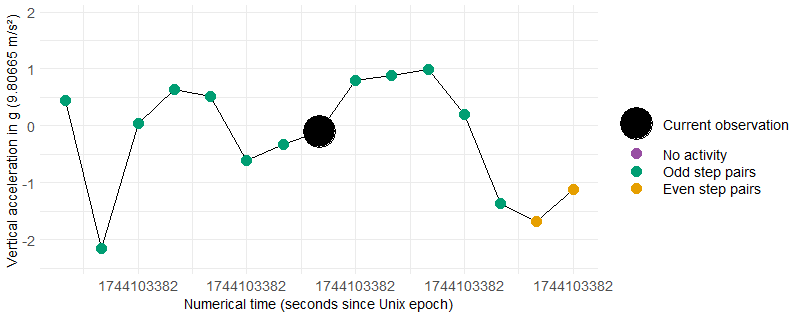 Vertical acceleration in g (9.80665 m/s²)
2
1
0
-1
-2
1744103382 1744103382 1744103382 1744103382 1744103382
Numerical time (seconds since Unix epoch)
Current observation
No activity
Odd step pairs
Even step pairs